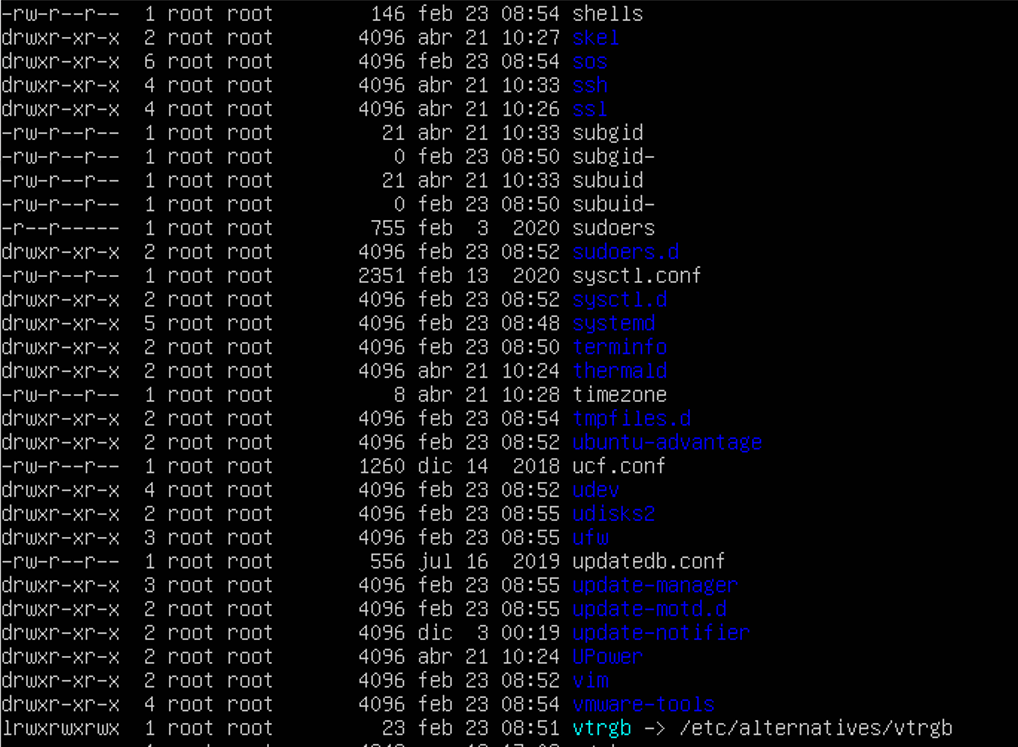 -rw-r--r--  1 root root        146 feb 23 08:54 shells
drwxr-xr-x  2 root root       4096 abr 21 10:27 skel
drwxr-xr-x  6 root root       4096 feb 23 08:54 sos
drwxr-xr-x  4 root root       4096 abr 21 10:33 ssh
drwxr-xr-x  4 root root       4096 abr 21 10:26 ssl
-rw-r--r--  1 root root         21 abr 21 10:33 subgid
-rw-r--r--  1 root root          0 feb 23 08:50 subgid-
-rw-r--r--  1 root root         21 abr 21 10:33 subuid
-rw-r--r--  1 root root          0 feb 23 08:50 subuid-
-r--r-----  1 root root        755 feb  3  2020 sudoers
drwxr-xr-x  2 root root       4096 feb 23 08:52 sudoers.d
-rw-r--r--  1 root root       2351 feb 13  2020 sysctl.conf
drwxr-xr-x  2 root root       4096 feb 23 08:52 sysctl.d
drwxr-xr-x  5 root root       4096 feb 23 08:48 systemd
drwxr-xr-x  2 root root       4096 feb 23 08:50 terminfo
drwxr-xr-x  2 root root       4096 abr 21 10:24 thermald
-rw-r--r--  1 root root          8 abr 21 10:28 timezone
drwxr-xr-x  2 root root       4096 feb 23 08:54 tmpfiles.d
drwxr-xr-x  2 root root       4096 feb 23 08:52 ubuntu-advantage
-rw-r--r--  1 root root       1260 dic 14  2018 ucf.conf
drwxr-xr-x  4 root root       4096 feb 23 08:52 udev
drwxr-xr-x  2 root root       4096 feb 23 08:55 udisks2
drwxr-xr-x  3 root root       4096 feb 23 08:55 ufw
-rw-r--r--  1 root root        556 jul 16  2019 updatedb.conf
drwxr-xr-x  3 root root       4096 feb 23 08:55 update-manager
drwxr-xr-x  2 root root       4096 feb 23 08:55 update-motd.d
drwxr-xr-x  2 root root       4096 dic  3 00:19 update-notifier
drwxr-xr-x  2 root root       4096 abr 21 10:24 UPower
drwxr-xr-x  2 root root       4096 feb 23 08:52 vim
drwxr-xr-x  4 root root       4096 feb 23 08:54 vmware-tools
lrwxrwxrwx  1 root root         23 feb 23 08:51 vtrgb -> /etc/alternatives/vtrgb